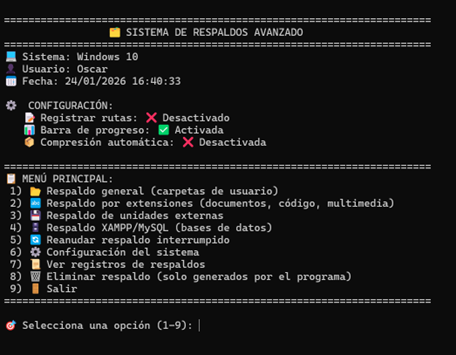 ======================================================================
🗂️ SISTEMA DE RESPALDOS AVANZADO
======================================================================
💻 Sistema: Windows 10
👤 Usuario: Oscar
📅 Fecha: 24/01/2026 16:40:33
⚙️ CONFIGURACIÓN:
📝 Registrar rutas: ❌ Desactivado
📊 Barra de progreso: ✅ Activada
📦 Compresión automática: ❌ Desactivada
======================================================================
📋 MENÚ PRINCIPAL:
1) 📂 Respaldo general (carpetas de usuario)
2) 🔤 Respaldo por extensiones (documentos, código, multimedia)
3) 💾 Respaldo de unidades externas
4) 🗄️ Respaldo XAMPP/MySQL (bases de datos)
5) 🔄 Reanudar respaldo interrumpido
6) ⚙️ Configuración del sistema
7) 📜 Ver registros de respaldos
8) 🗑️ Eliminar respaldo (solo generados por el programa)
9) 🚪 Salir
======================================================================
🎯 Selecciona una opción (1-9):